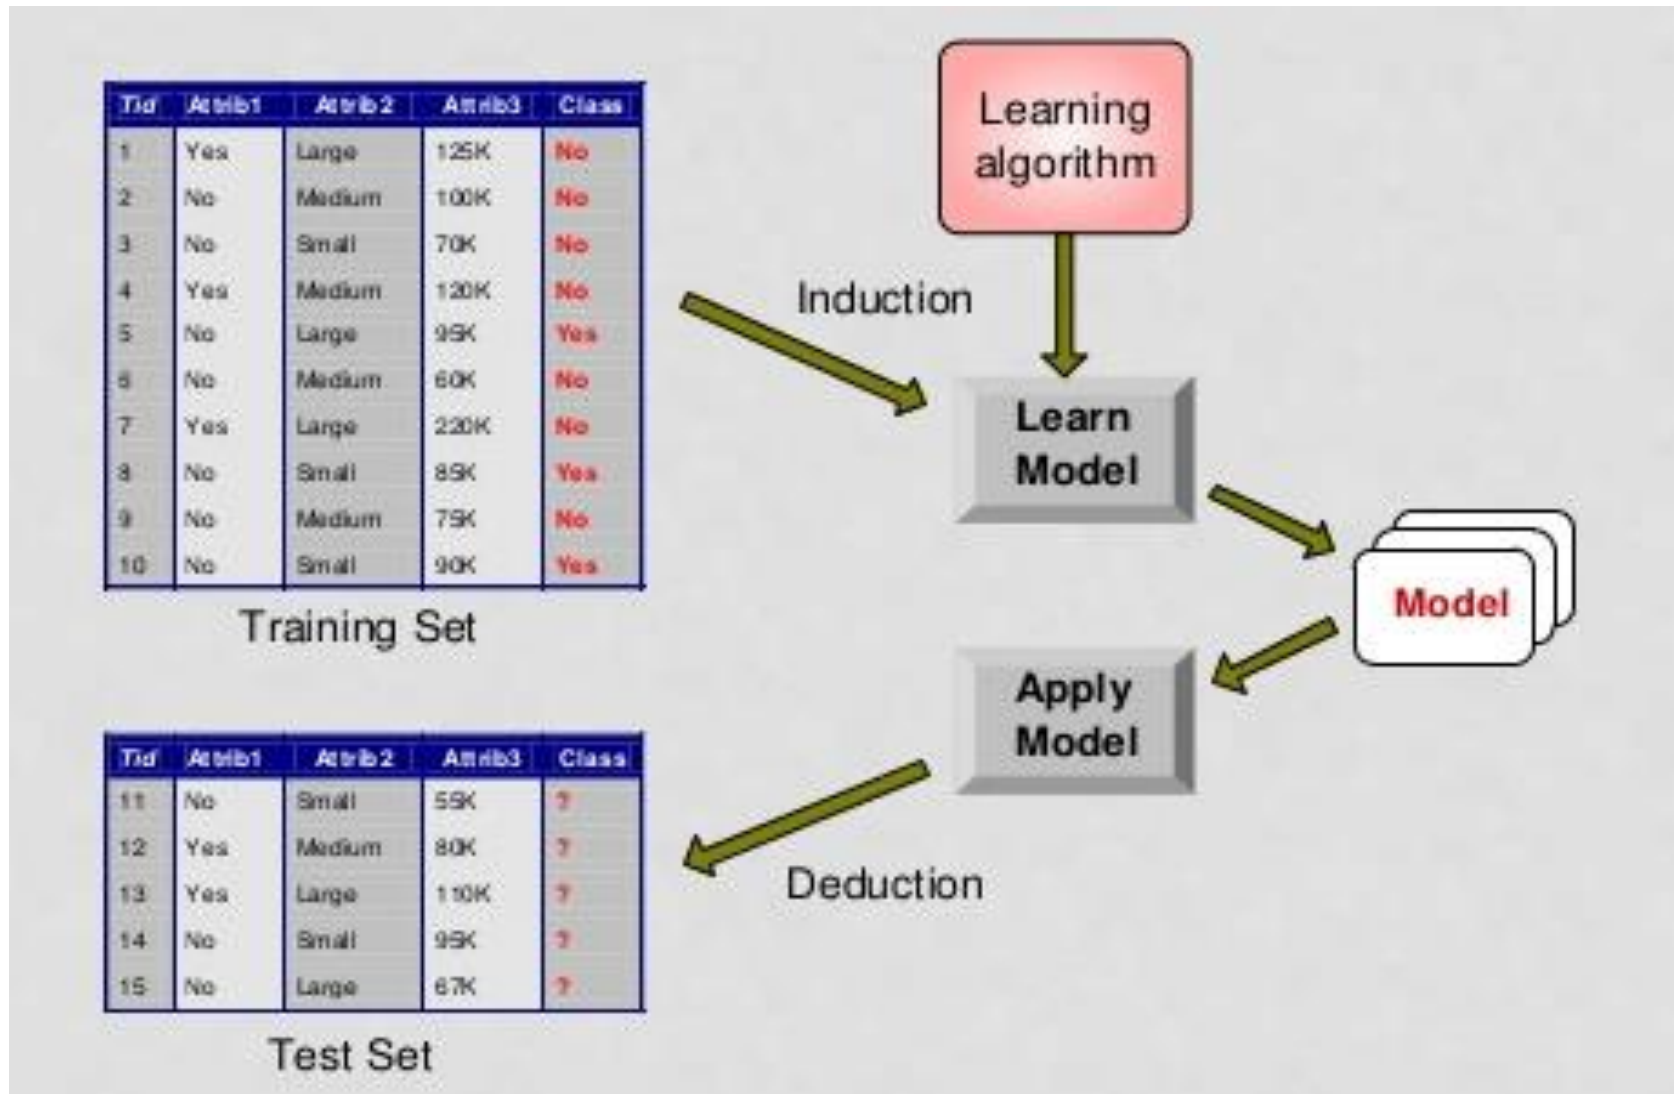 Tid Attrib1 Attrib2 Attrib3 Class
1 Yes Large 125K No
2 No Medium 100K No
3 No Small 70K No
4 Yes Medium 120K No
5 No Large 95K Yes
6 No Medium 60K No
7 Yes Large 220K No
8 No Small 85K Yes
9 No Medium 75K No
10 No Small 90K Yes
Training Set
Learning
algorithm
Induction
Learn
Model
Model
Apply
Model
Deduction
Tid Attrib1 Attrib2 Attrib3 Class
11 No Small 55K ?
12 Yes Medium 80K ?
13 Yes Large 110K ?
14 No Small 95K ?
15 No Large 67K ?
Test Set